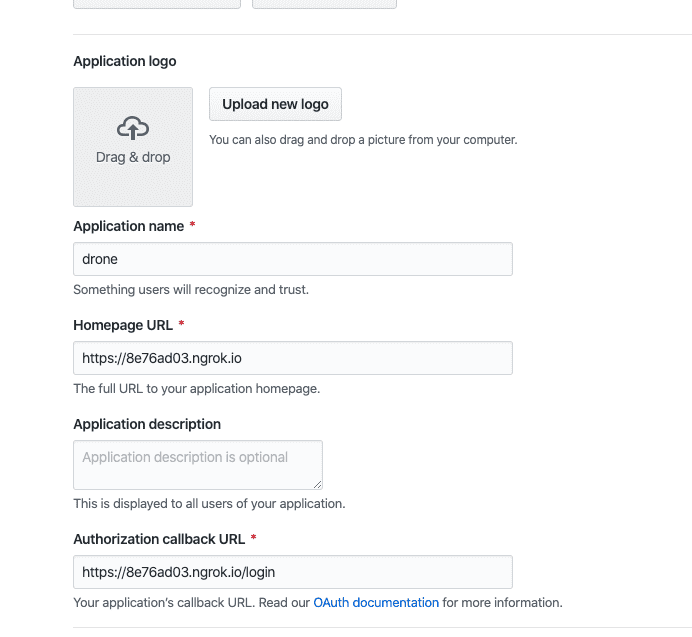 Application logo
Upload new logo
Drag & drop
You can also drag and drop a picture from your computer.
Application name *
drone
Something users will recognize and trust.
Homepage URL *
https://8e76ad03.ngrok.io
The full URL to your application homepage.
Application description
Application description is optional
This is displayed to all users of your application.
Authorization callback URL *
https://8e76ad03.ngrok.io/login
Your application's callback URL. Read our OAuth documentation for more information.